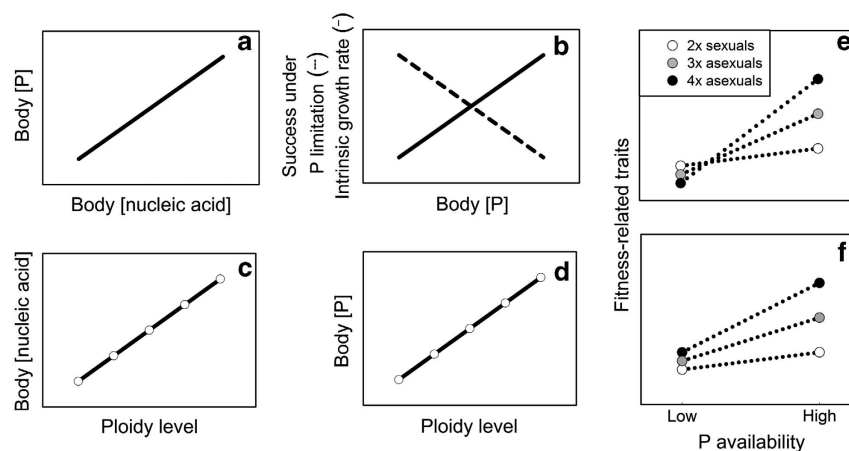 a
Body [P]
Body [nucleic acid]
b
Success under
P limitation (--)
Intrinsic growth rate (-)
Body [P]
c
Body [nucleic acid]
Ploidy level
d
Body [P]
Ploidy level
e
2x sexuals
3x asexuals
4x asexuals
Fitness-related traits
f
Low
High
P availability